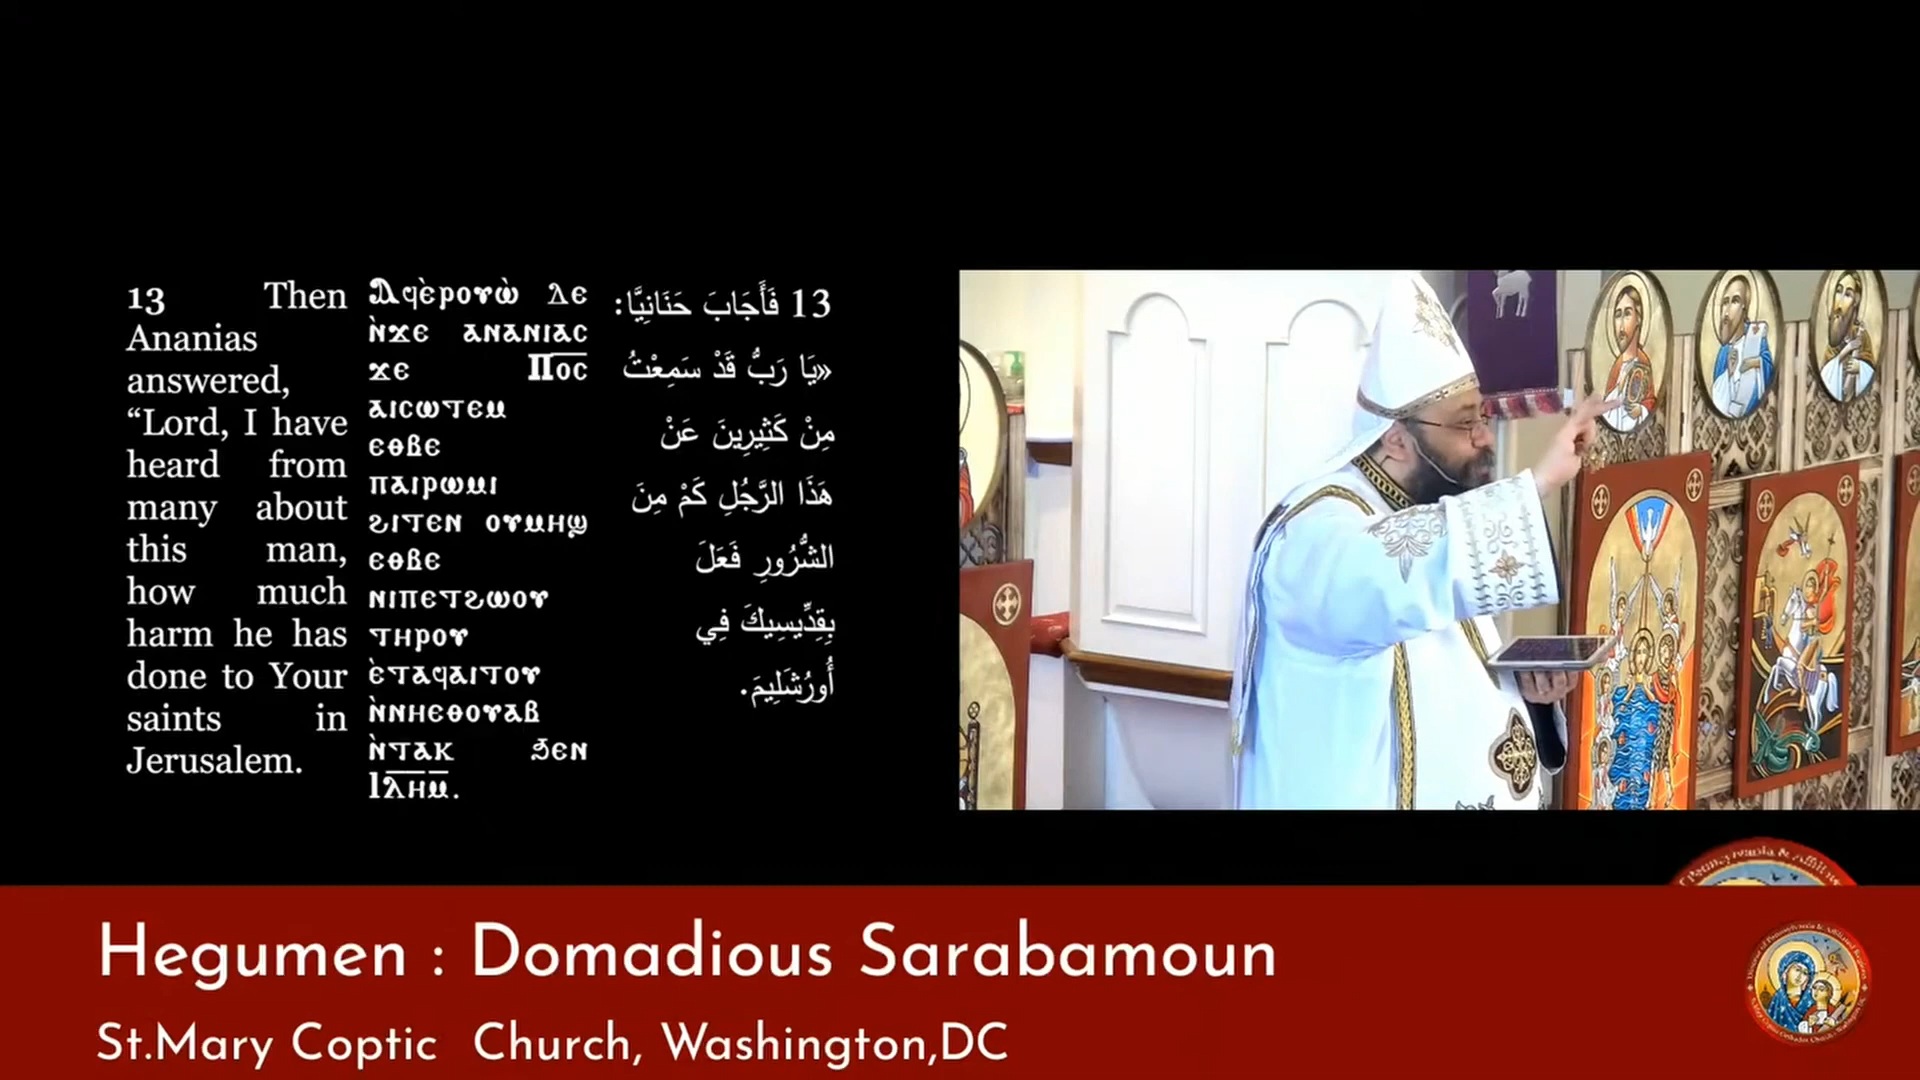 13 Then
Ananias
answered,
“Lord, I have
heard from
many about
this man,
how much
harm he has
done to Your
saints in
Jerusalem.
Ⲁϥⲉ̀ⲣⲟⲩⲱ̀ ⲇⲉ
ⲛ̀ϫⲉ ⲁⲛⲁⲛⲓⲁⲥ
ϫⲉ Ⲡⲟ̅ⲥ̅
ⲁⲓⲥⲱⲧⲉⲙ
ⲉⲑⲃⲉ
ⲡⲁⲓⲣⲱⲙⲓ
ϩⲓⲧⲉⲛ ⲟⲩⲙⲏϣ
ⲉⲑⲃⲉ
ⲛⲓⲡⲉⲧϩⲱⲟⲩ
ⲧⲏⲣⲟⲩ
ⲉ̀ⲧⲁϥⲁⲓⲧⲟⲩ
ⲛ̀ⲛⲏⲉⲑⲟⲩⲁⲃ
ⲛ̀ⲧⲁⲕ ϧⲉⲛ
Ⲓⲗ̅ⲏ̅ⲙ̅.
13 فَأَجَابَ حَنَانِيَّا:
«يَا رَبُّ قَدْ سَمِعْتُ
مِنْ كَثِيرِينَ عَنْ
هَذَا الرَّجُلِ كَمْ مِنَ
الشُّرُورِ فَعَلَ
بِقِدِّيسِيكَ فِي
أُورُشَلِيمَ.
Hegumen : Domadious Sarabamoun
St.Mary Coptic Church, Washington,DC